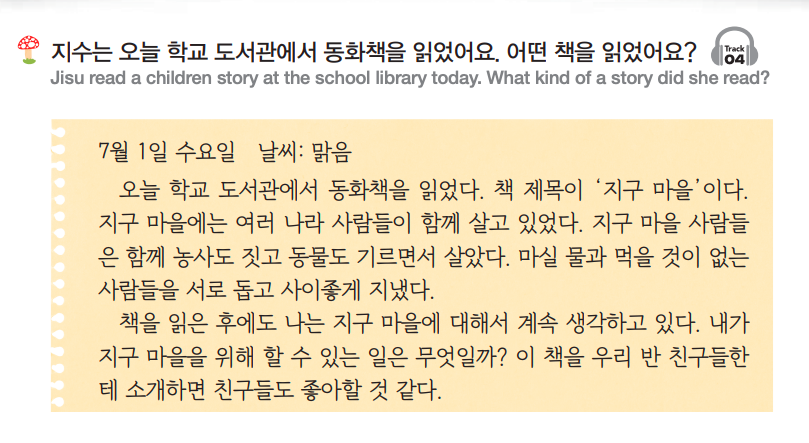 지수는 오늘 학교 도서관에서 동화책을 읽었어요. 어떤 책을 읽었어요?
Track
04
Jisu read a children story at the school library today. What kind of a story did she read?
7월 1일 수요일 날씨: 맑음
오늘 학교 도서관에서 동화책을 읽었다. 책 제목이 ‘지구 마을’이다.
지구 마을에는 여러 나라 사람들이 함께 살고 있었다. 지구 마을 사람들
은 함께 농사도 짓고 동물도 기르면서 살았다. 마실 물과 먹을 것이 없는
사람들을 서로 돕고 사이좋게 지냈다.
책을 읽은 후에도 나는 지구 마을에 대해서 계속 생각하고 있다. 내가
지구 마을을 위해 할 수 있는 일은 무엇일까? 이 책을 우리 반 친구들한
테 소개하면 친구들도 좋아할 것 같다.